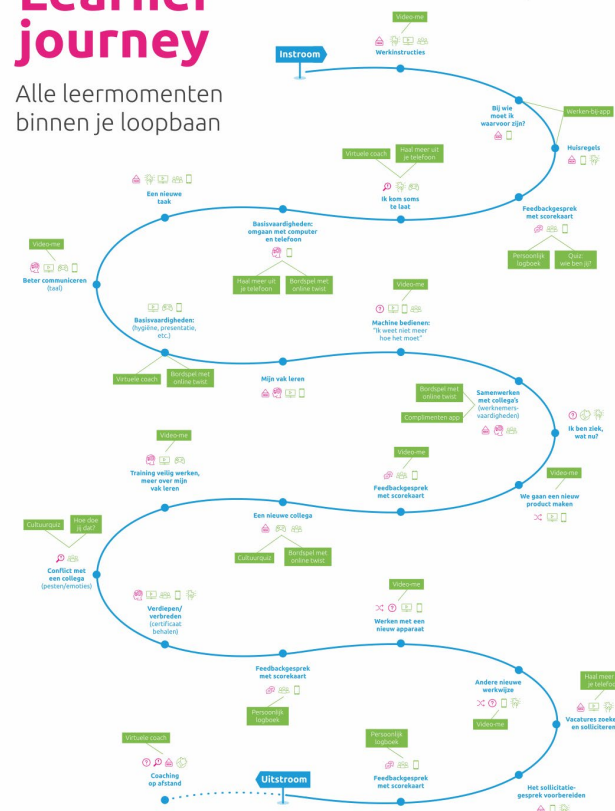 Learner
journey
Alle leermomenten
binnen je loopbaan
Instroom
Video-me
Werkinstructies
Bij wie
moet ik
waarvoor zijn?
Werken-bij-app
Huisregels
Feedbackgesprek
met scorekaart
Persoonlijk
logboek
Quiz:
wie ben jij?
Virtuele coach
Haal meer uit
je telefoon
Ik kom soms
te laat
Basisvaardigheden:
omgaan met computer
en telefoon
Haal meer uit
je telefoon
Bordspel met
online twist
Een nieuwe
taak
Video-me
Beter communiceren
(taal)
Basisvaardigheden:
(hygiëne, presentatie,
etc.)
Virtuele coach
Bordspel met
online twist
Mijn vak leren
Video-me
Machine bedienen:
"Ik weet niet meer
hoe het moet"
Bordspel met
online twist
Complimenten app
Samenwerken
met collega's
(werknemers-
vaardigheden)
Ik ben ziek,
wat nu?
Video-me
We gaan een nieuw
product maken
Video-me
Feedbackgesprek
met scorekaart
Een nieuwe collega
Cultuurquiz
Bordspel met
online twist
Video-me
Training veilig werken,
meer over mijn
vak leren
Cultuurquiz
Hoe doe
jij dat?
Conflict met
een collega
(pesten/emoties)
Verdiepen/
verbreden
(certificaat
behalen)
Feedbackgesprek
met scorekaart
Persoonlijk
logboek
Video-me
Werken met een
nieuw apparaat
Andere nieuwe
werkwijze
Video-me
Haal meer
je telefoo
Vacatures zoeke
en solliciteren
Het sollicitatie-
gesprek voorbereiden
Persoonlijk
logboek
Feedbackgesprek
met scorekaart
Uitstroom
Virtuele coach
Coaching
op afstand